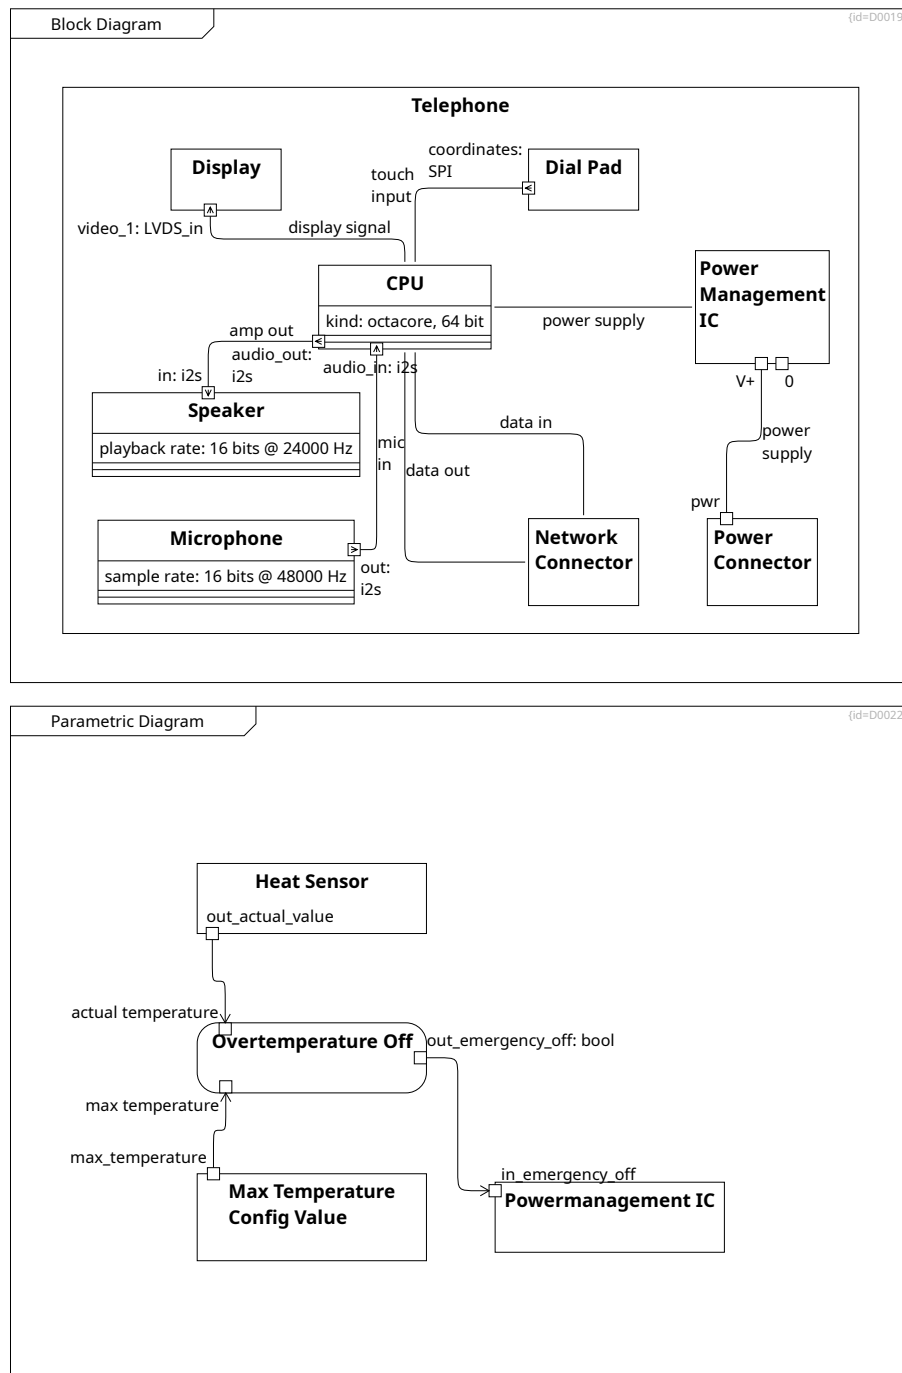 Block Diagram
{id=D0019
Telephone
coordinates:
SPI
Display
Dial Pad
touch
input
video_1: LVDS_in
display signal
CPU
kind: octacore, 64 bit
Power
Management
IC
power supply
amp out
audio_out:
i2s
audio_in: i2s
in: i2s
V+
0
Speaker
playback rate: 16 bits @ 24000 Hz
mic
in
data in
data out
power
supply
pwr
Microphone
sample rate: 16 bits @ 48000 Hz
out:
i2s
Network
Connector
Power
Connector
Parametric Diagram
{id=D0022
Heat Sensor
out_actual_value
actual temperature
Overtemperature Off
out_emergency_off: bool
max temperature
max_temperature
Max Temperature
Config Value
in_emergency_off
Powermanagement IC